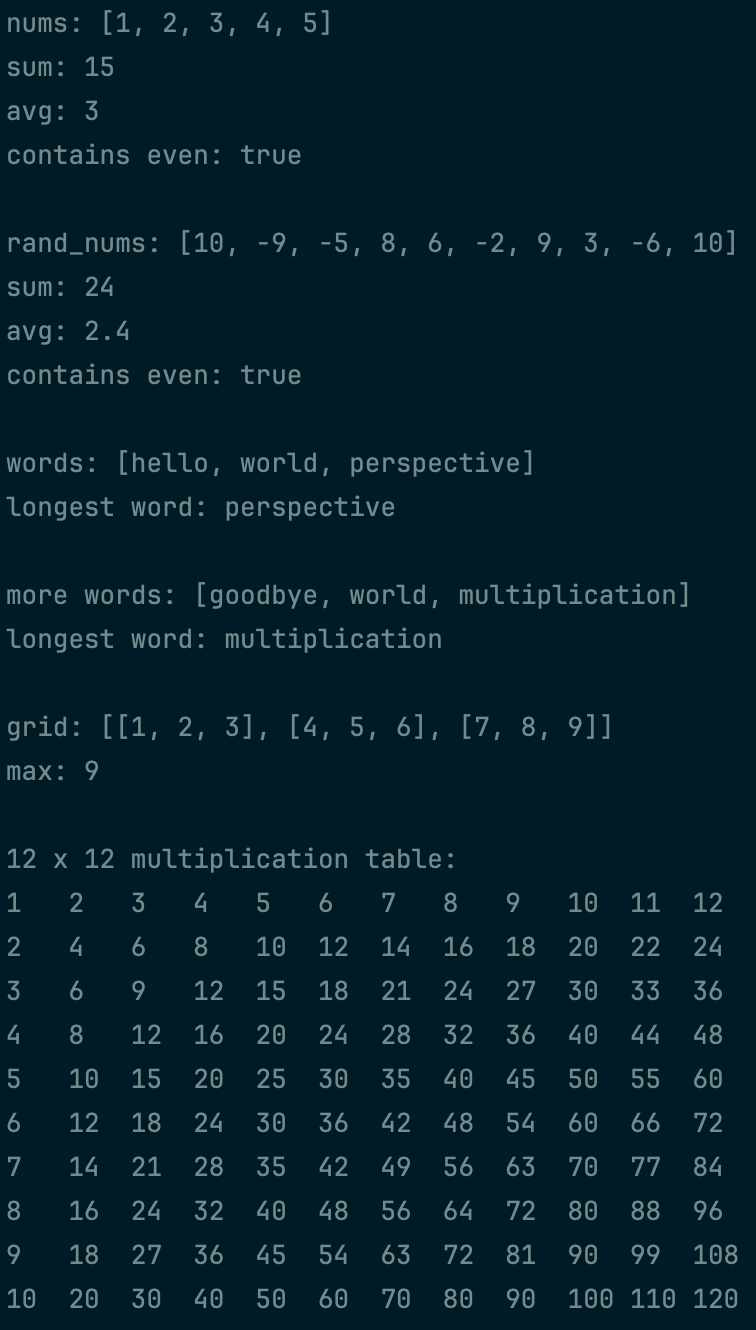 nums: [1, 2, 3, 4, 5]
sum: 15
avg: 3
contains even: true
rand_nums: [10, -9, -5, 8, 6, -2, 9, 3, -6, 10]
sum: 24
avg: 2.4
contains even: true
words: [hello, world, perspective]
longest word: perspective
more words: [goodbye, world, multiplication]
longest word: multiplication
grid: [[1, 2, 3], [4, 5, 6], [7, 8, 9]]
max: 9
12 x 12 multiplication table:
1   2   3   4   5   6   7   8   9   10  11  12
2   4   6   8   10  12  14  16  18  20  22  24
3   6   9   12  15  18  21  24  27  30  33  36
4   8   12  16  20  24  28  32  36  40  44  48
5   10  15  20  25  30  35  40  45  50  55  60
6   12  18  24  30  36  42  48  54  60  66  72
7   14  21  28  35  42  49  56  63  70  77  84
8   16  24  32  40  48  56  64  72  80  88  96
9   18  27  36  45  54  63  72  81  90  99  108
10  20  30  40  50  60  70  80  90  100 110 120